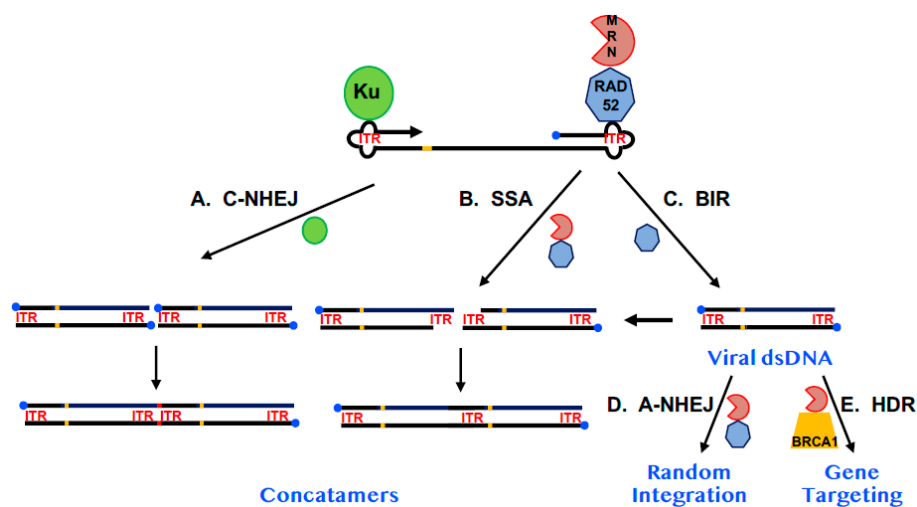 M
R
N
Ku
RAD
52
ITR
ITR
A. C-NHEJ
B. SSA
C. BIR
ITR ITR ITR
ITR ITR ITR
ITR ITR
Viral dsDNA
ITR ITR ITR ITR
ITR ITR
D. A-NHEJ
E. HDR
BRCA1
Concatamers
Random
Integration
Gene
Targeting